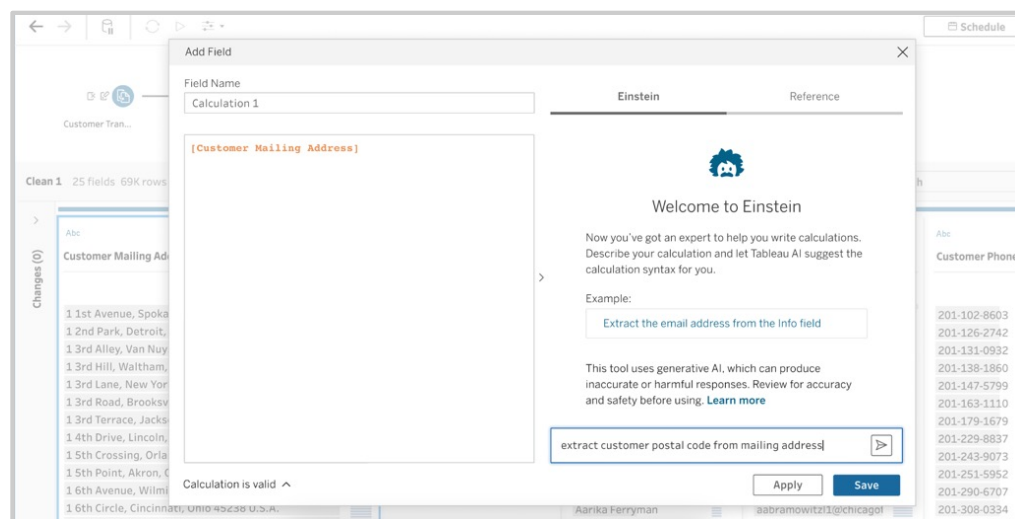 Schedule
Add Field
Field Name
Calculation 1
Einstein
Reference
Customer Tran...
[Customer Mailing Address]
Clean 1 25 fields 69K rows
Welcome to Einstein
Now you've got an expert to help you write calculations.
Describe your calculation and let Tableau AI suggest the
calculation syntax for you.
Example:
Extract the email address from the Info field
This tool uses generative AI, which can produce
inaccurate or harmful responses. Review for accuracy
and safety before using. Learn more
extract customer postal code from mailing address
Calculation is valid
Apply
Save
Changes (0)
Abc
Customer Mailing Ad
1 1st Avenue, Spoka
1 2nd Park, Detroit,
1 3rd Alley, Van Nuy
1 3rd Hill, Waltham,
1 3rd Lane, New Yor
1 3rd Road, Brooksv
1 3rd Terrace, Jacks
1 4th Drive, Lincoln,
1 5th Crossing, Orla
1 5th Point, Akron, O
1 6th Avenue, Wilmi
1 6th Circle, Cincinnati, Ohio 45238 U.S.A.
Aarika Ferryman
aabramowitzl1@chicagot
Abc
Customer Phone
201-102-8603
201-126-2742
201-131-0932
201-138-1860
201-147-5799
201-163-1110
201-179-1679
201-229-8837
201-243-9073
201-251-5952
201-290-6707
201-308-0334